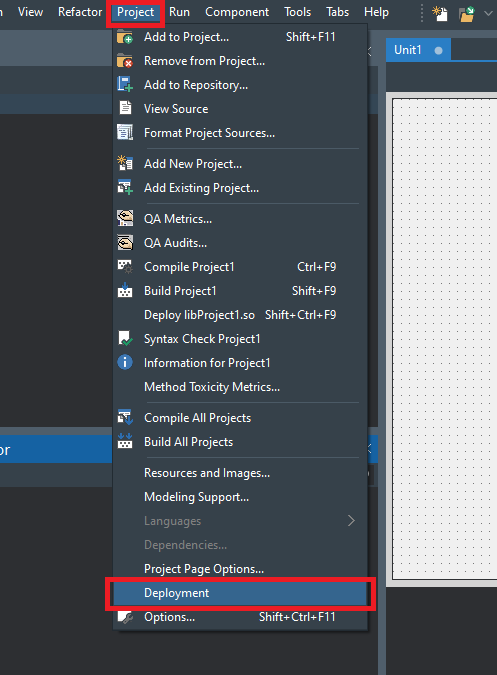 View Refactor Project Run Component Tools Tabs Help
Add to Project... Shift+F11
Unit1
Remove from Project...
Add to Repository...
View Source
Format Project Sources...
Add New Project...
Add Existing Project...
QA Metrics...
QA Audits...
Compile Project1 Ctrl+F9
Build Project1 Shift+F9
Deploy libProject1.so Shift+Ctrl+F9
Syntax Check Project1
Information for Project1
Method Toxicity Metrics...
Compile All Projects
Build All Projects
or
Resources and Images...
Modeling Support...
Languages
Dependencies...
Project Page Options...
Deployment
Options... Shift+Ctrl+F11